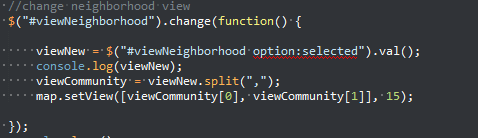 //change neighborhood view
$("#viewNeighborhood").change(function() {
viewNew = $("#viewNeighborhood option:selected").val();
console.log(viewNew);
viewCommunity = viewNew.split(",");
map.setView([viewCommunity[0], viewCommunity[1]], 15);
});